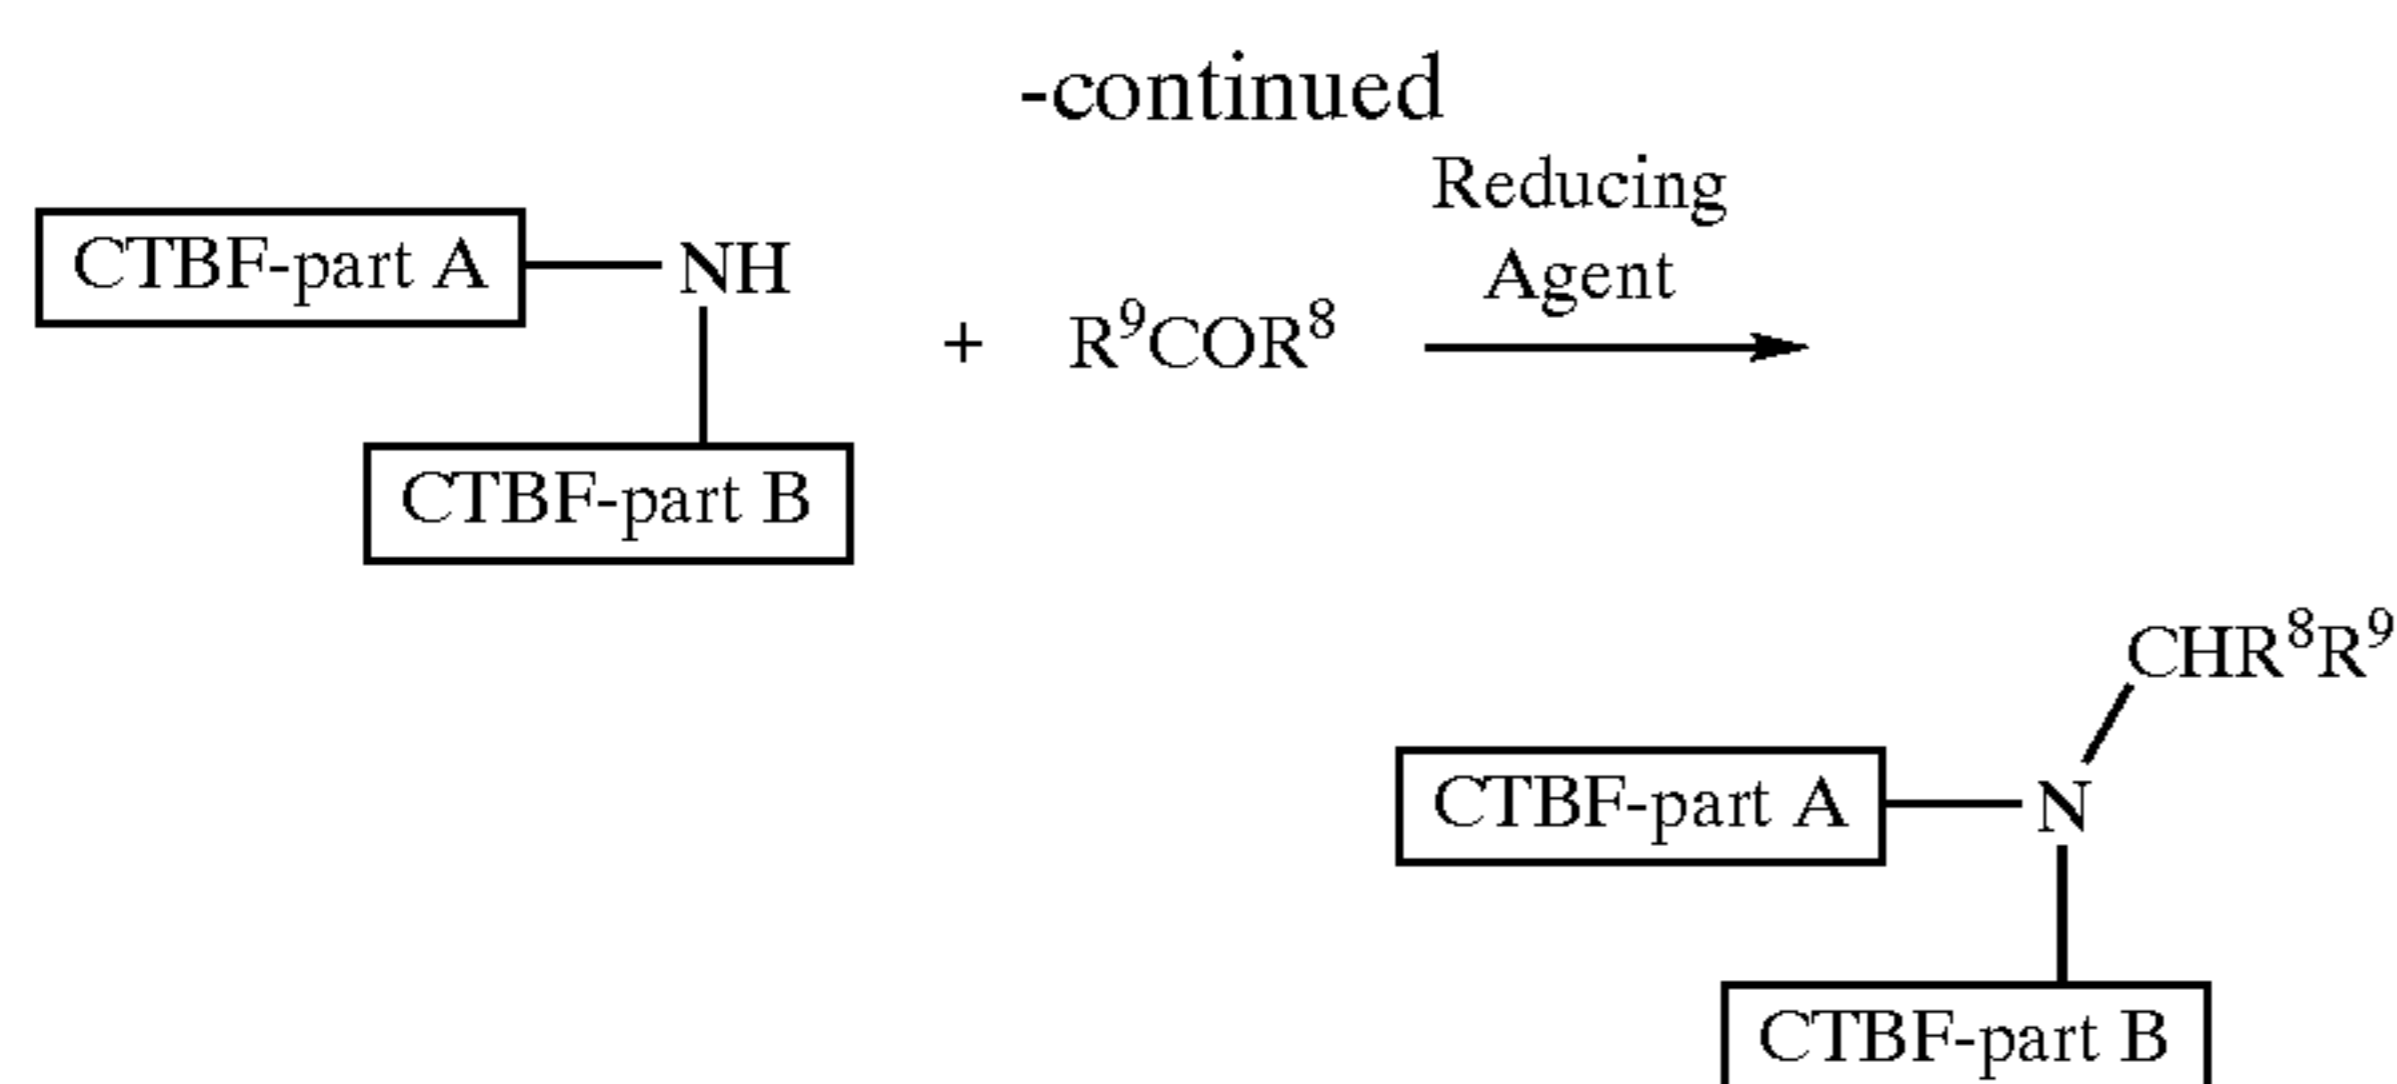 -continued
Reducing
Agent
CTBF-part A NH
+ R⁹COR⁸
CTBF-part B
CHR⁸R⁹
CTBF-part A N
CTBF-part B